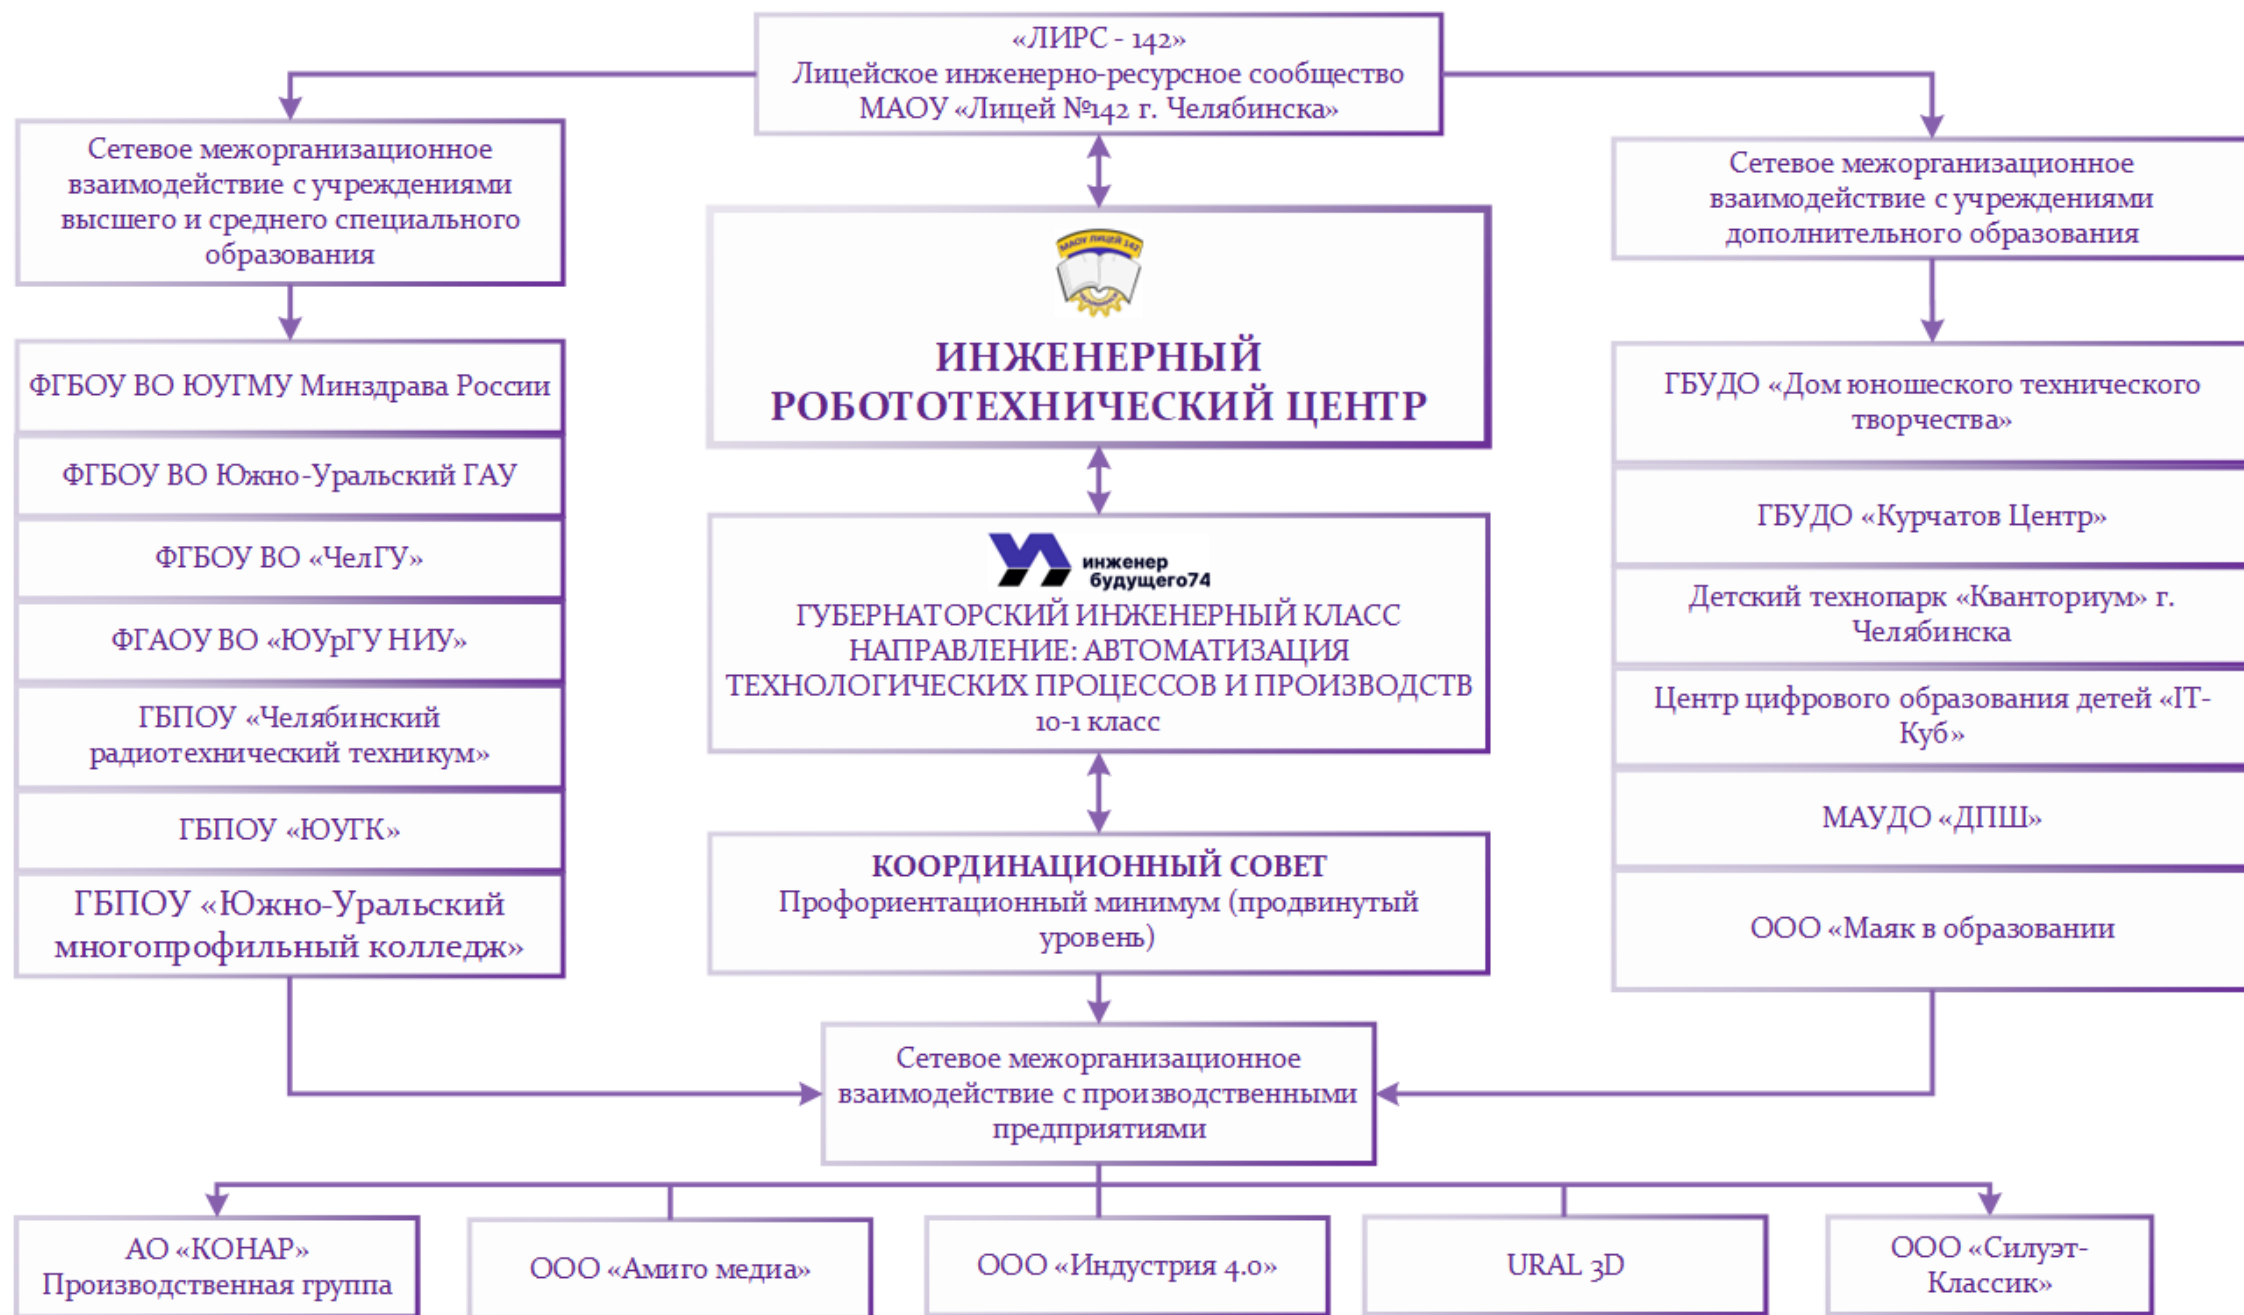 «ЛИРС - 142»
Лицейское инженерно-ресурсное сообщество
МАОУ «Лицей №142 г. Челябинска»
Сетевое межорганизационное
взаимодействие с учреждениями
высшего и среднего специального
образования
ФГБОУ ВО ЮУГМУ Минздрава России
ФГБОУ ВО Южно-Уральский ГАУ
ФГБОУ ВО «ЧелГУ»
ФГАОУ ВО «ЮУрГУ НИУ»
ГБПОУ «Челябинский
радиотехнический техникум»
ГБПОУ «ЮУГК»
ГБПОУ «Южно-Уральский
многопрофильный колледж»
МАОУ ЛИЦЕЙ 142
ИНЖЕНЕРНЫЙ
РОБОТОТЕХНИЧЕСКИЙ ЦЕНТР
инженер
будущего74
ГУБЕРНАТОРСКИЙ ИНЖЕНЕРНЫЙ КЛАСС
НАПРАВЛЕНИЕ: АВТОМАТИЗАЦИЯ
ТЕХНОЛОГИЧЕСКИХ ПРОЦЕССОВ И ПРОИЗВОДСТВ
10-1 класс
КООРДИНАЦИОННЫЙ СОВЕТ
Профориентационный минимум (продвинутый
уровень)
Сетевое межорганизационное
взаимодействие с учреждениями
дополнительного образования
ГБУДО «Дом юношеского технического
творчества»
ГБУДО «Курчатов Центр»
Детский технопарк «Кванториум» г.
Челябинска
Центр цифрового образования детей «IT-
Куб»
МАУДО «ДПШ»
ООО «Маяк в образовании
Сетевое межорганизационное
взаимодействие с производственными
предприятиями
АО «КОНАР»
Производственная группа
ООО «Амиго медиа»
ООО «Индустрия 4.0»
URAL 3D
ООО «Силуэт-
Классик»